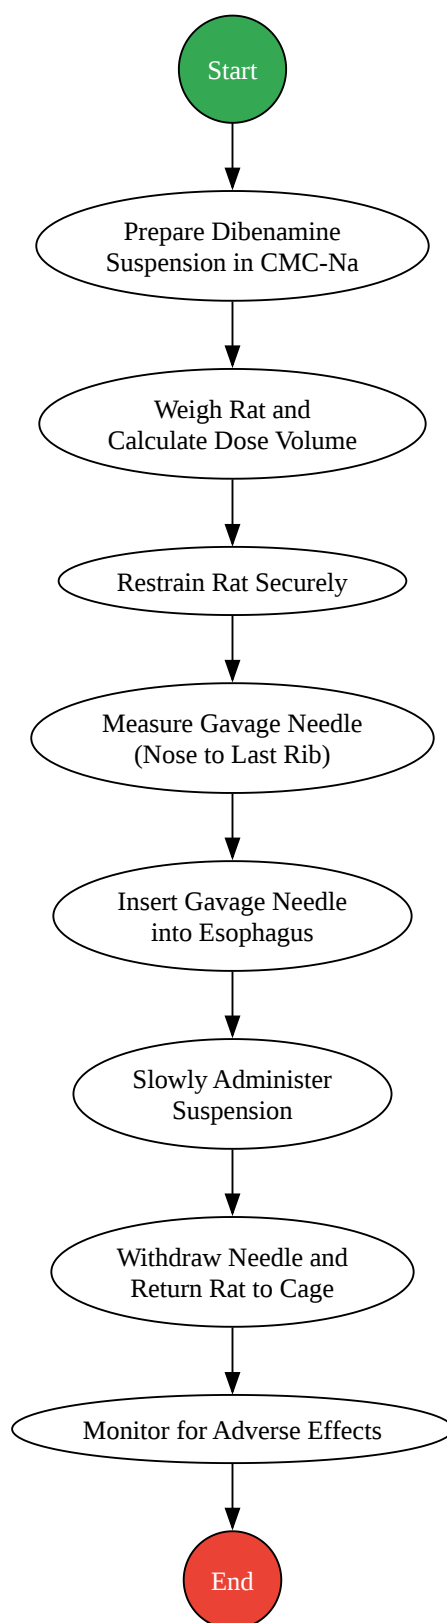 Start
Prepare Dibenamine
Suspension in CMC-Na
Weigh Rat and
Calculate Dose Volume
Restrain Rat Securely
Measure Gavage Needle
(Nose to Last Rib)
Insert Gavage Needle
into Esophagus
Slowly Administer
Suspension
Withdraw Needle and
Return Rat to Cage
Monitor for Adverse Effects
End